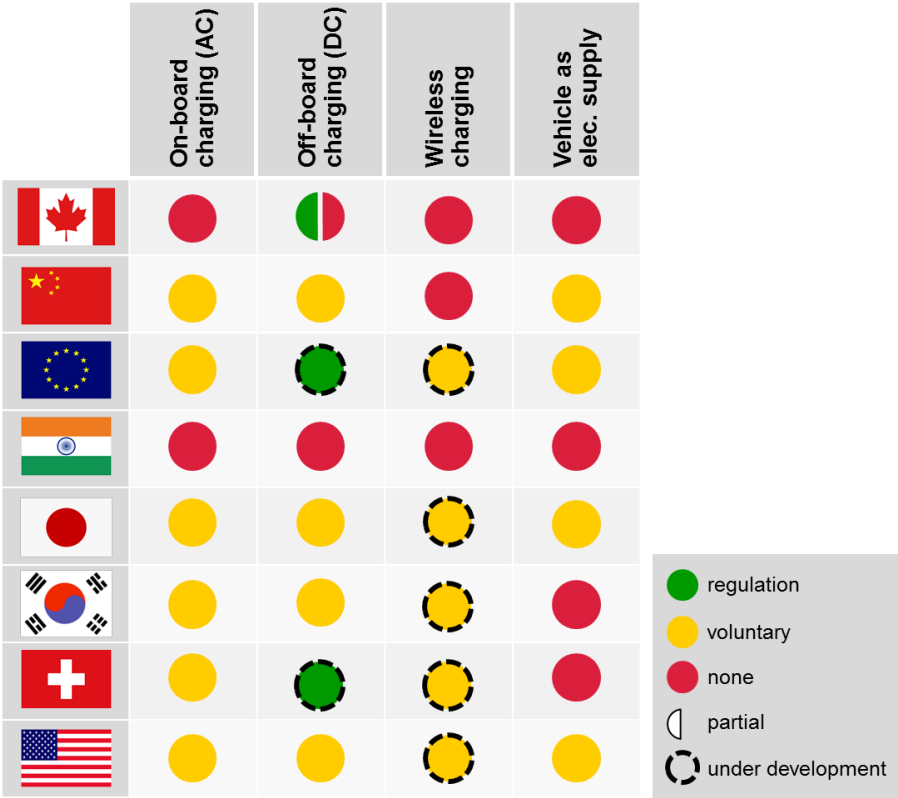 On-board
charging (AC)
Off-board
charging (DC)
Wireless
charging
Vehicle as
elec. supply
regulation
voluntary
none
partial
under development